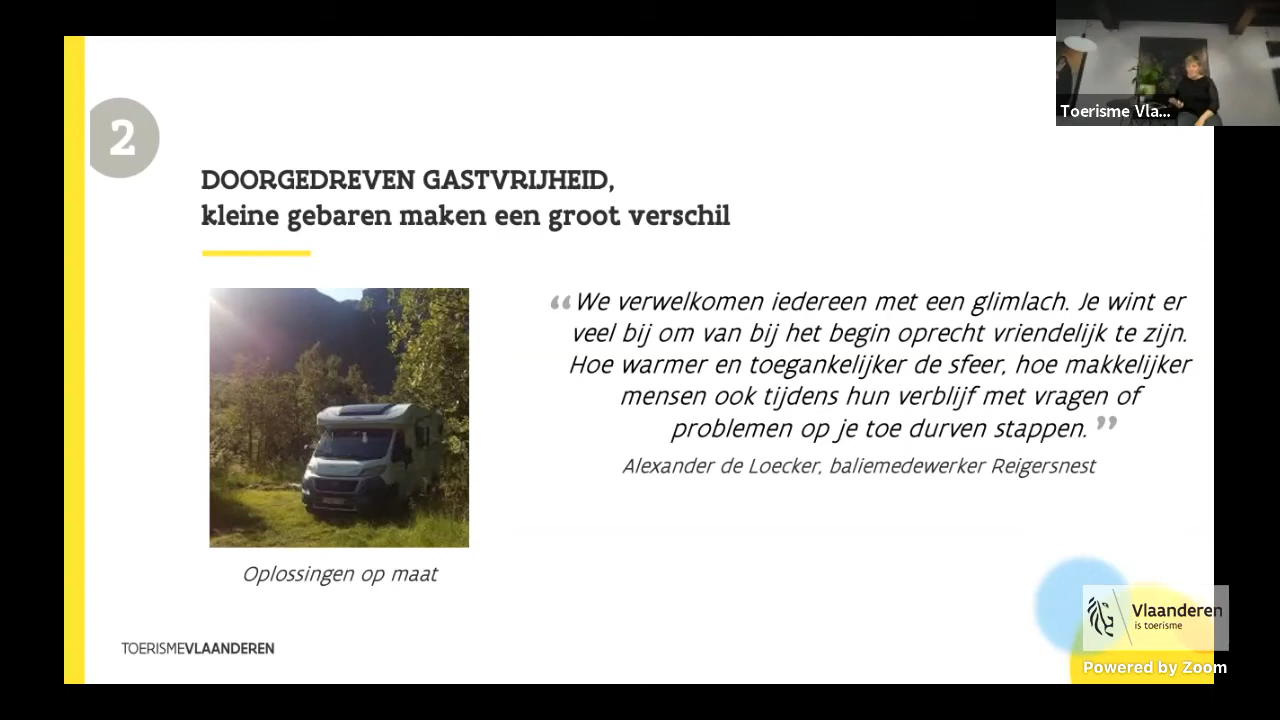 Toerisme Vla...
2
DOORGEDREVEN GASTVRIJHEID,
kleine gebaren maken een groot verschil
“We verwelkomen iedereen met een glimlach. Je wint er
veel bij om van bij het begin oprecht vriendelijk te zijn.
Hoe warmer en toegankelijker de sfeer, hoe makkelijker
mensen ook tijdens hun verblijf met vragen of
problemen op je toe durven stappen.”
Alexander de Loecker, baliemedewerker Reigersnest
Oplossingen op maat
TOERISMEVLAANDEREN
Vlaanderen
is toerisme
Powered by Zoom